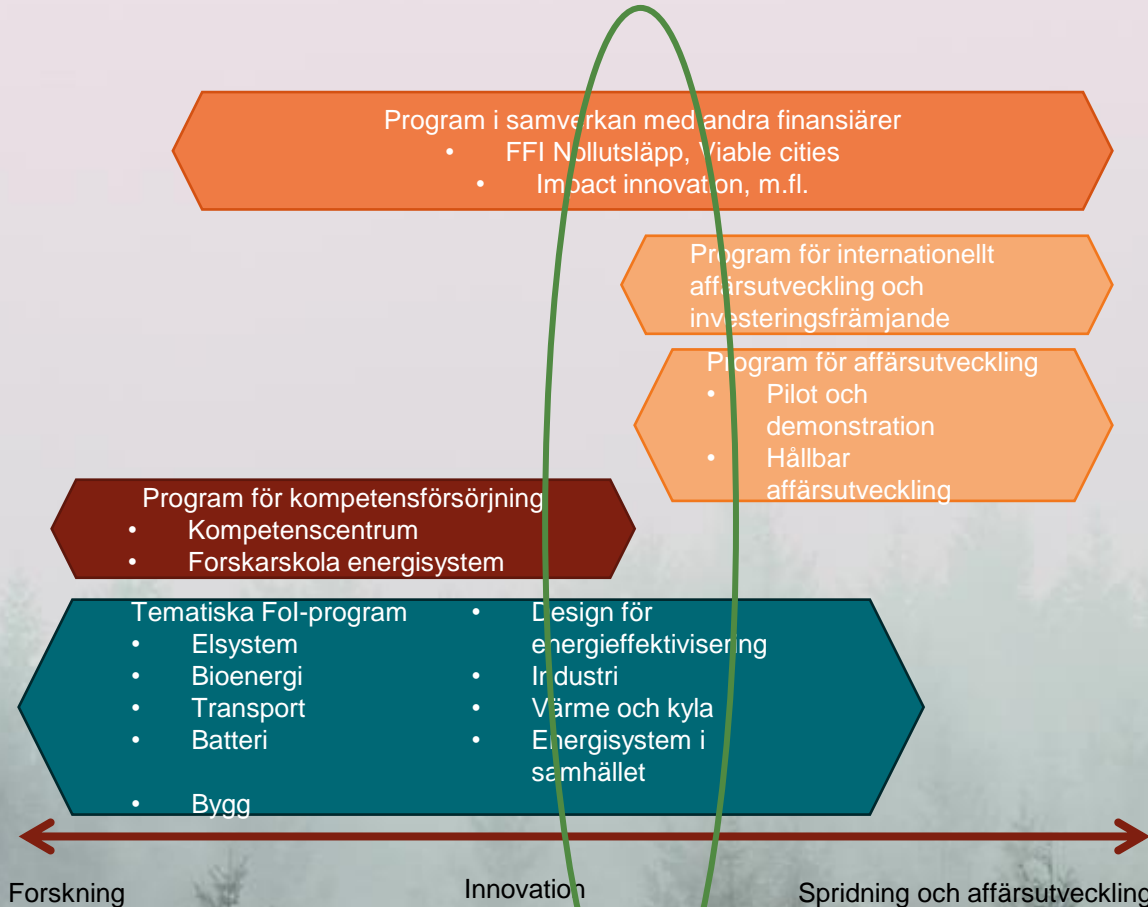 Program i samverkan med andra finansiärer
• FFI Nollutsläpp, Viable cities
• Impact innovation, m.fl.
Program för internationellt
affärsutveckling och
investeringsfrämjande
Program för affärsutveckling
• Pilot och
demonstration
• Hållbar
affärsutveckling
Program för kompetensförsörjning
• Kompetenscentrum
• Forskarskola energisystem
Tematiska FoI-program
• Elsystem
• Bioenergi
• Transport
• Batteri
• Bygg
• Design för
energieffektivisering
• Industri
• Värme och kyla
• Energisystem i
samhället
Forskning
Innovation
Spridning och affärsutveckling